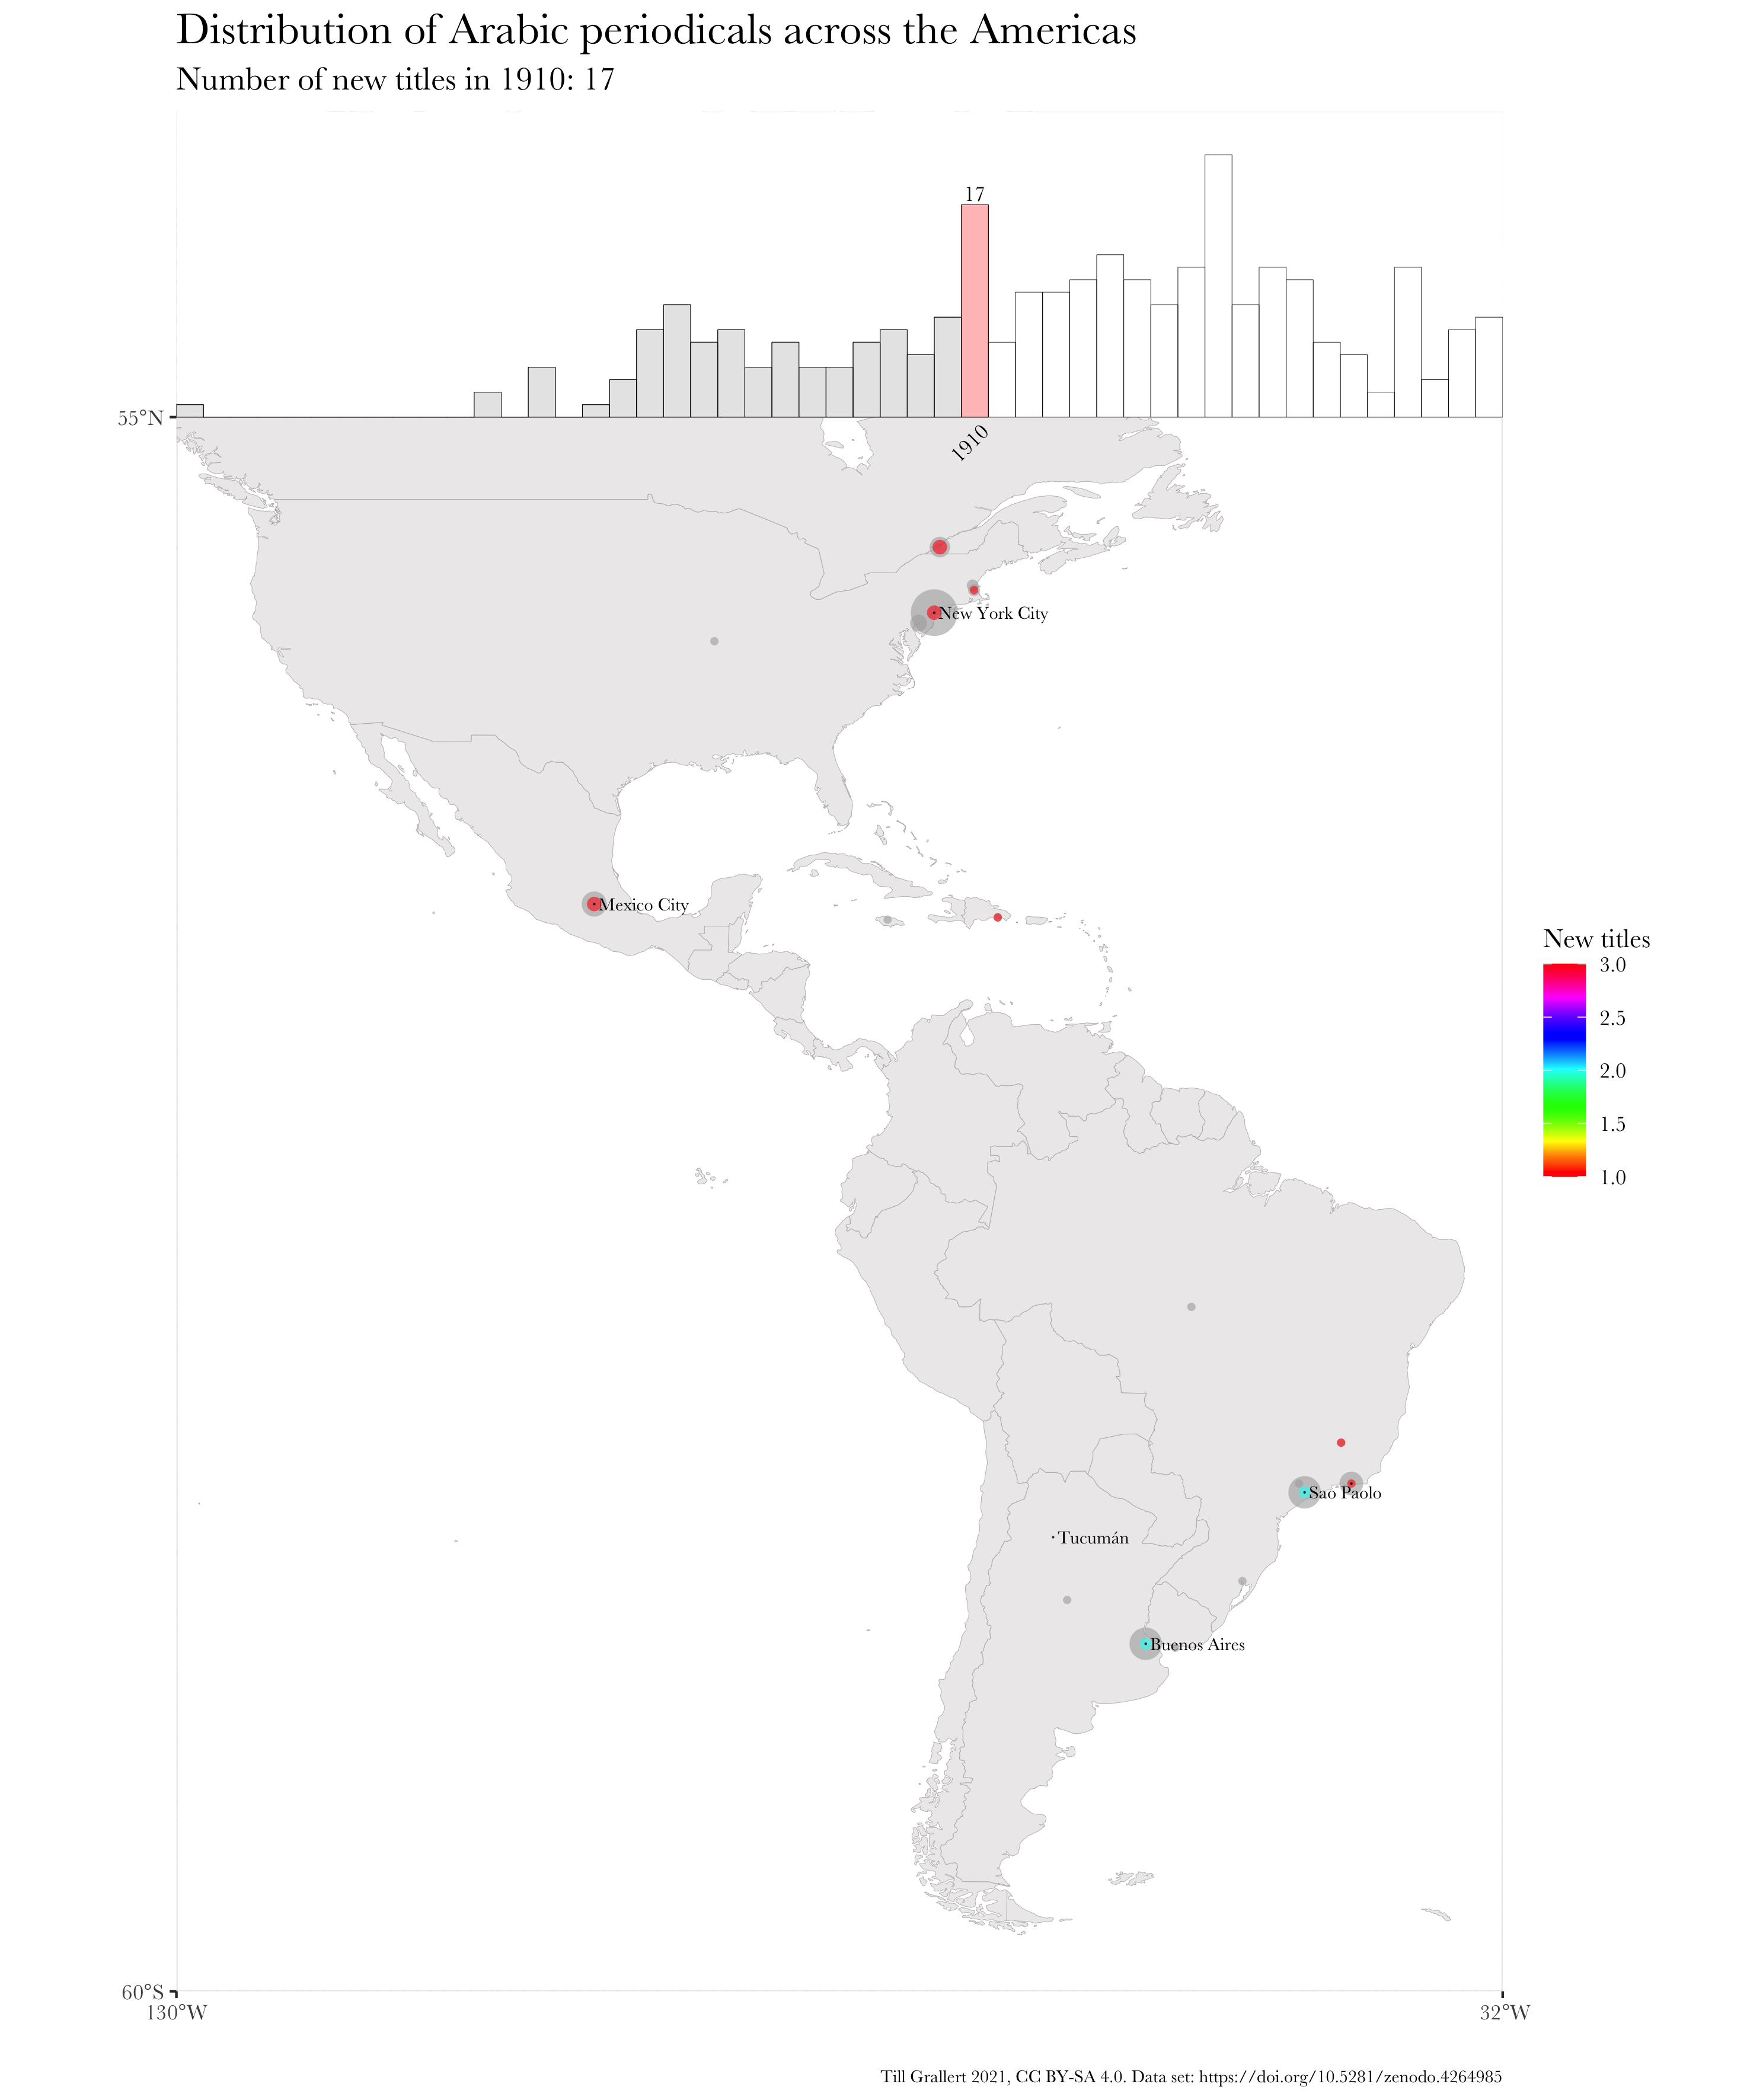 Distribution of Arabic periodicals across the Americas
Number of new titles in 1910: 17
17
55°N
1910
New York City
Mexico City
New titles
3.0
2.5
2.0
1.5
1.0
Sao Paolo
Tucumán
Buenos Aires
60°S
130°W
32°W
Till Grallert 2021, CC BY-SA 4.0. Data set: https://doi.org/10.5281/zenodo.4264985